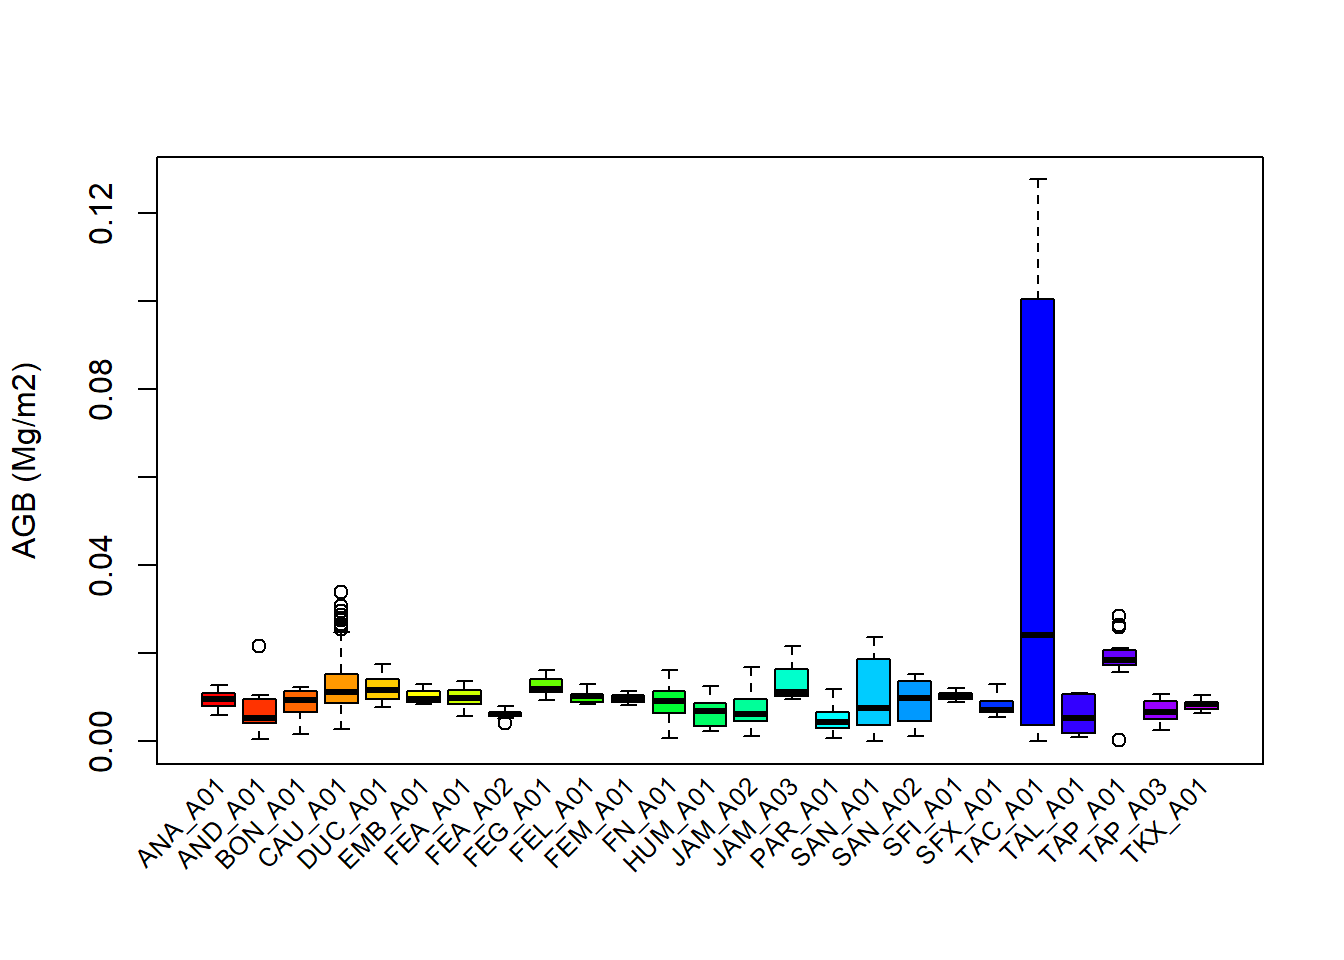 AGB (Mg/m2)
0.12
0.08
0.04
0.00
ANA_A01
AND_A01
BON_A01
CAU_A01
DUC_A01
EMB_A01
FEA_A01
FEA_A02
FEG_A01
FEL_A01
FEM_A01
FN_A01
HUM_A01
JAM_A02
JAM_A03
PAR_A01
SAN_A01
SAN_A02
SFI_A01
SFX_A01
TAC_A01
TAL_A01
TAP_A01
TAP_A03
TKX_A01